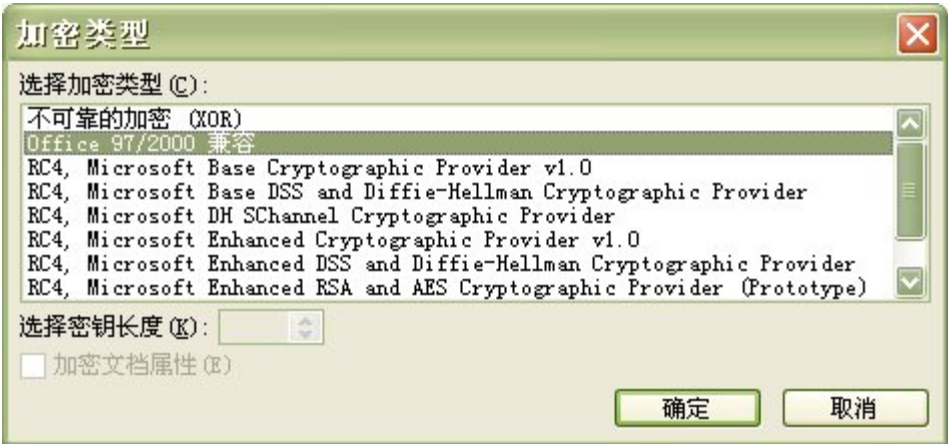 加密类型
选择加密类型(C):
不可靠的加密 (XOR)
Office 97/2000 兼容
RC4, Microsoft Base Cryptographic Provider v1.0
RC4, Microsoft Base DSS and Diffie-Hellman Cryptographic Provider
RC4, Microsoft DH SChannel Cryptographic Provider
RC4, Microsoft Enhanced Cryptographic Provider v1.0
RC4, Microsoft Enhanced DSS and Diffie-Hellman Cryptographic Provider
RC4, Microsoft Enhanced RSA and AES Cryptographic Provider (Prototype)
选择密钥长度(K):
加密文档属性(E)
确定 取消